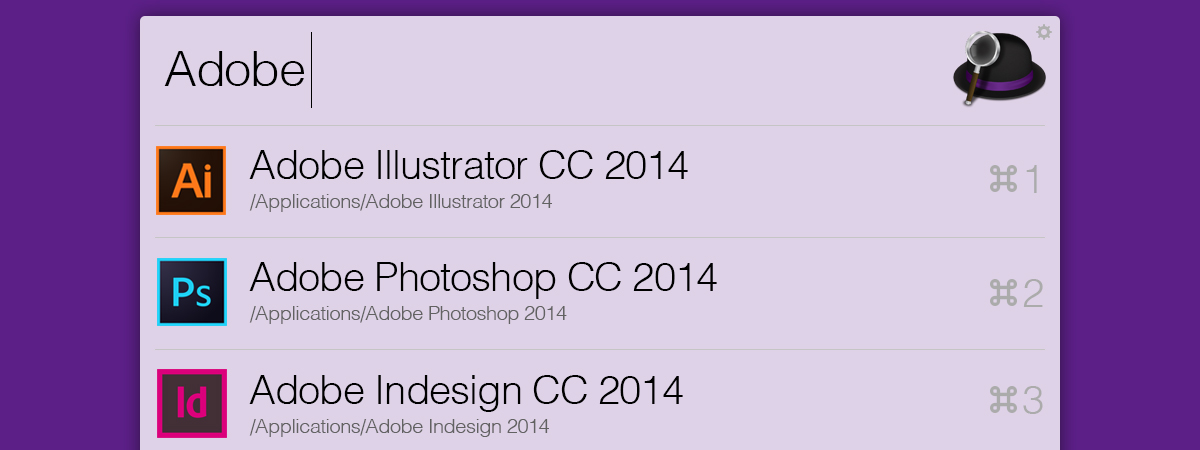 Adobe
Ai
Adobe Illustrator CC 2014
/Applications/Adobe Illustrator 2014
⌘1
Ps
Adobe Photoshop CC 2014
/Applications/Adobe Photoshop 2014
⌘2
Id
Adobe Indesign CC 2014
/Applications/Adobe Indesign 2014
⌘3